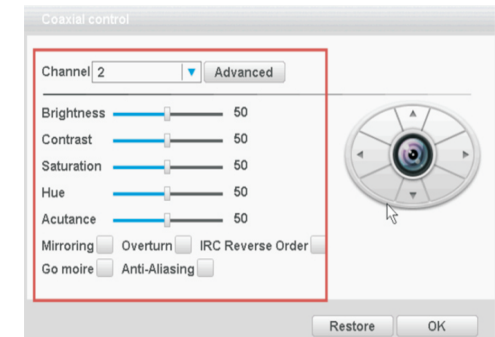 Coaxial control
Channel 2 Advanced
Brightness 50
Contrast 50
Saturation 50
Hue 50
Acutance 50
Mirroring Overturn IRC Reverse Order
Go moire Anti-Aliasing
Restore OK